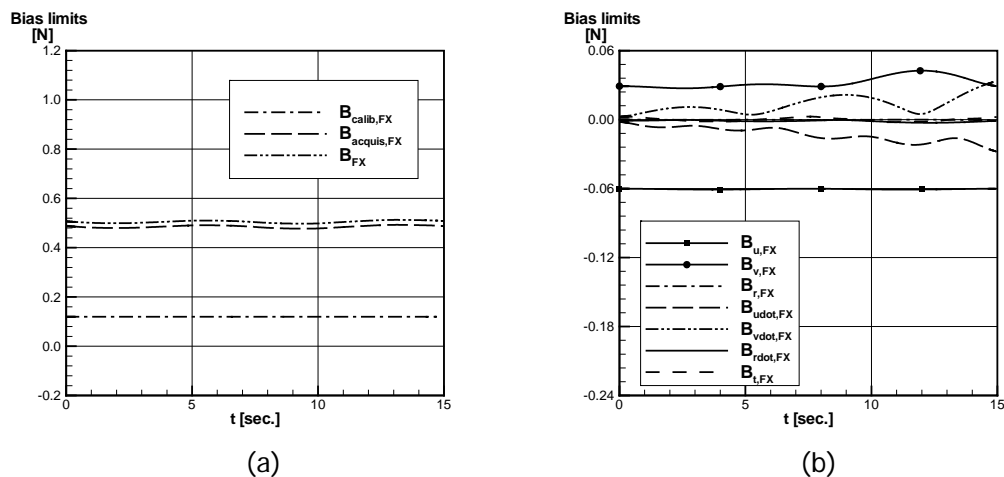 Bias limits
[N]
1.2
1.0
0.8
0.6
0.4
0.2
0.0
-0.2
0
5
10
15
t [sec.]
B_calib,FX
B_acquis,FX
B_FX
(a)
Bias limits
[N]
0.06
0.00
-0.06
-0.12
-0.18
-0.24
0
5
10
15
t [sec.]
B_u,FX
B_v,FX
B_r,FX
B_udot,FX
B_vdot,FX
B_rdot,FX
B_t,FX
(b)